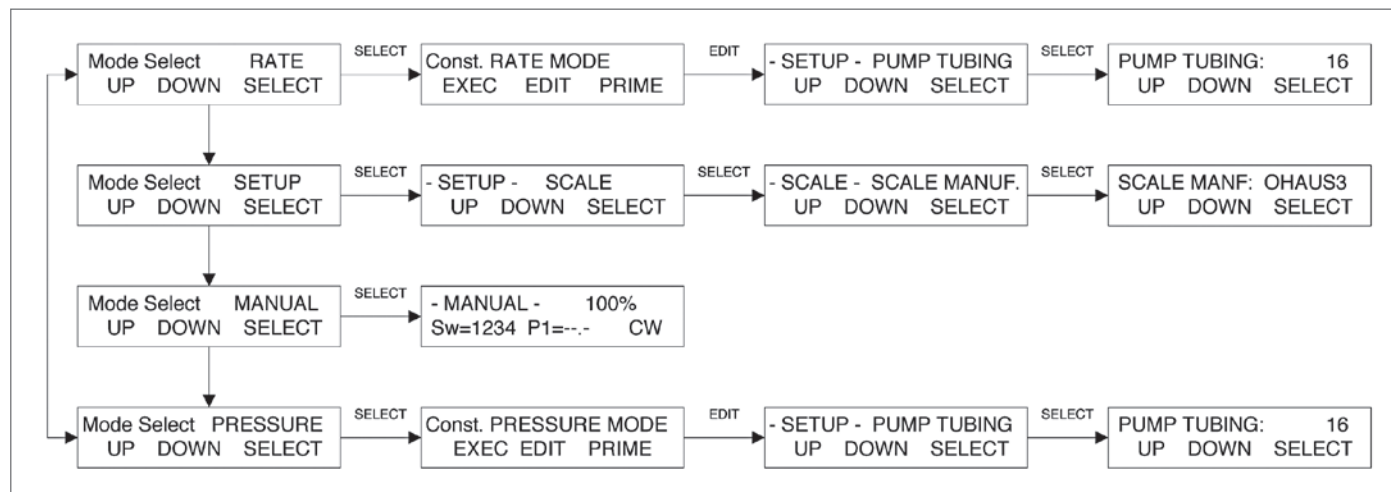 Mode Select RATE
UP DOWN SELECT
SELECT
Const. RATE MODE
EXEC EDIT PRIME
EDIT
- SETUP - PUMP TUBING
UP DOWN SELECT
SELECT
PUMP TUBING: 16
UP DOWN SELECT
Mode Select SETUP
UP DOWN SELECT
SELECT
- SETUP - SCALE
UP DOWN SELECT
SELECT
- SCALE - SCALE MANUF.
UP DOWN SELECT
SELECT
SCALE MANF: OHAUS3
UP DOWN SELECT
Mode Select MANUAL
UP DOWN SELECT
SELECT
- MANUAL - 100%
Sw=1234 P1=--.- CW
Mode Select PRESSURE
UP DOWN SELECT
SELECT
Const. PRESSURE MODE
EXEC EDIT PRIME
EDIT
- SETUP - PUMP TUBING
UP DOWN SELECT
SELECT
PUMP TUBING: 16
UP DOWN SELECT